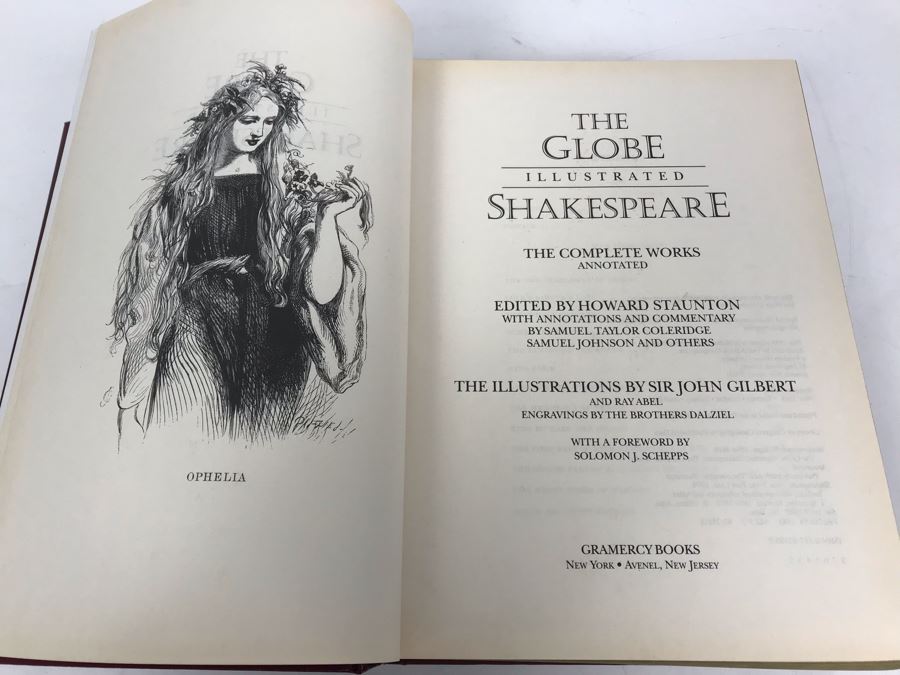 OPHELIA
THE
GLOBE
ILLUSTRATED
SHAKESPEARE
THE COMPLETE WORKS
ANNOTATED
EDITED BY HOWARD STAUNTON
WITH ANNOTATIONS AND COMMENTARY
BY SAMUEL TAYLOR COLERIDGE
SAMUEL JOHNSON AND OTHERS
THE ILLUSTRATIONS BY SIR JOHN GILBERT
AND RAY ABEL
ENGRAVINGS BY THE BROTHERS DALZIEL
WITH A FOREWORD BY
SOLOMON J. SCHEPPS
GRAMERCY BOOKS
NEW YORK • AVENEL, NEW JERSEY